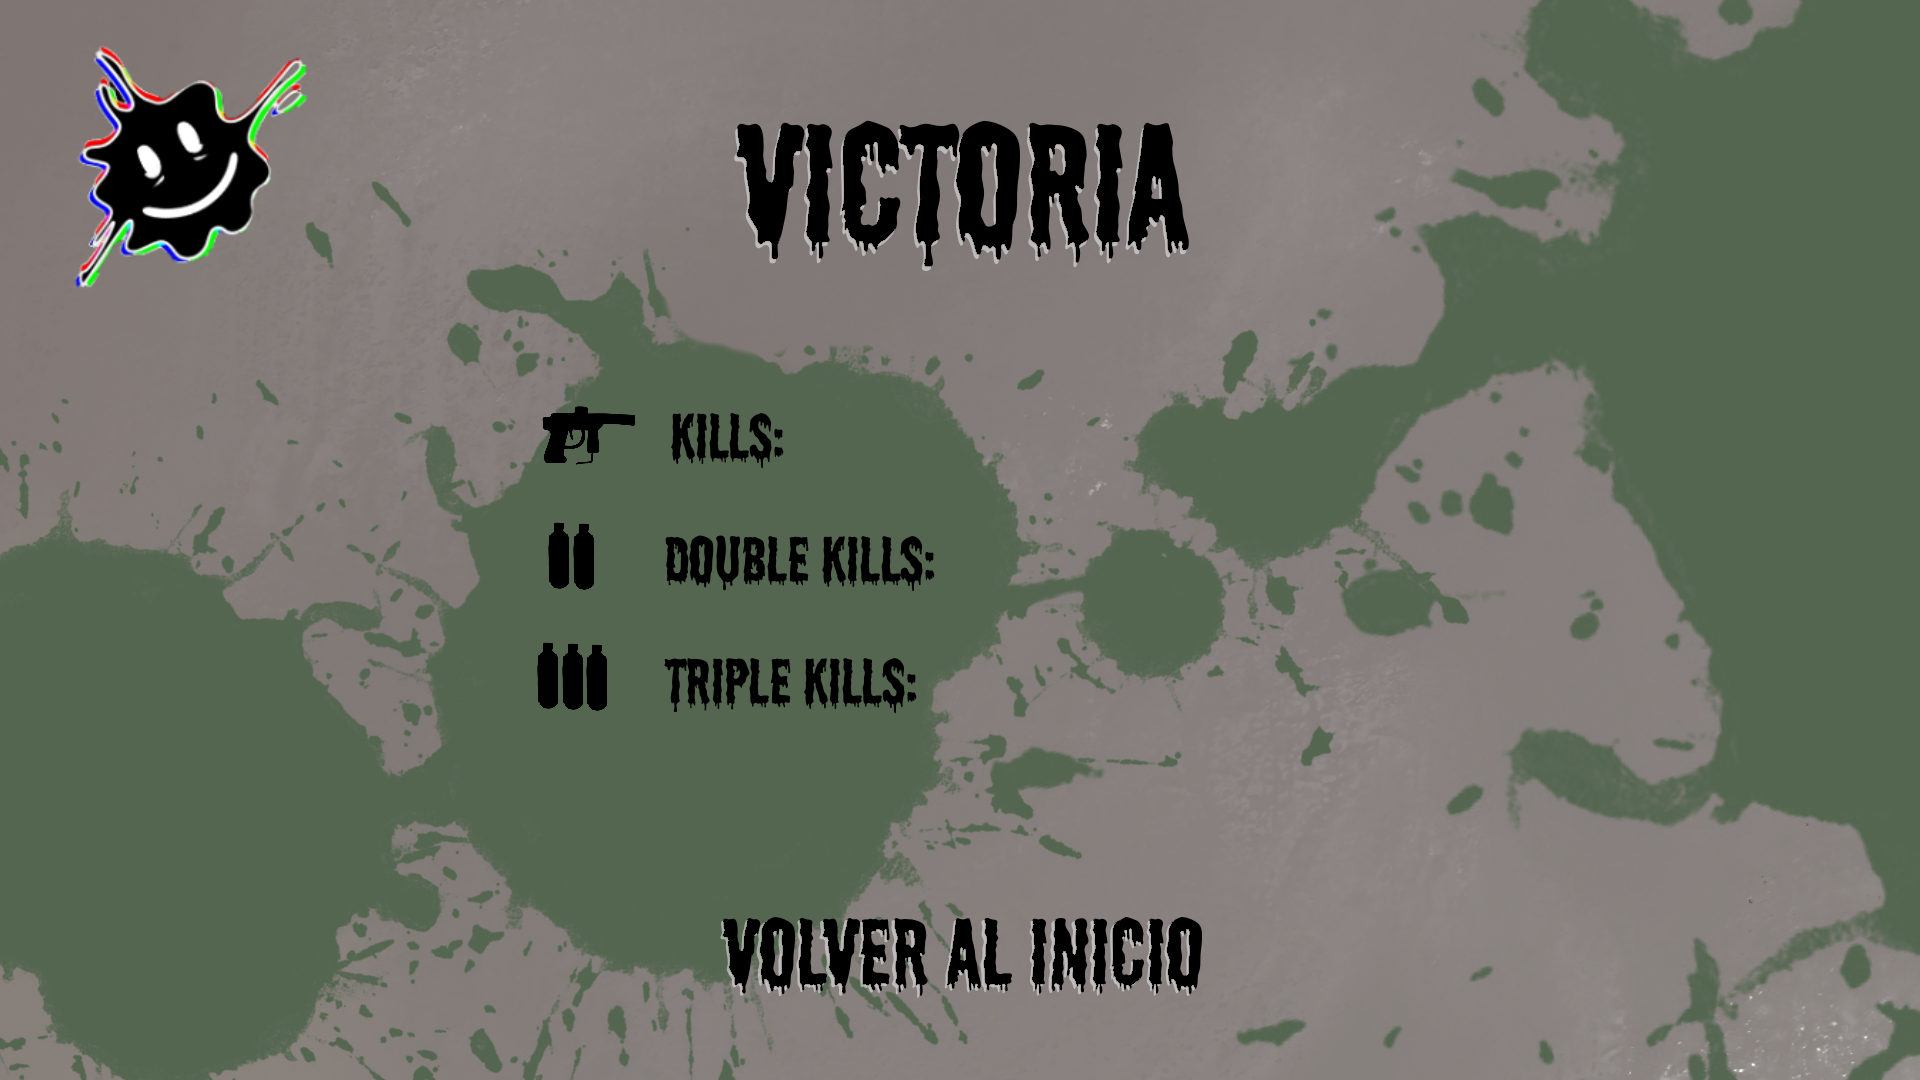 VICTORIA
KILLS:
DOUBLE KILLS:
TRIPLE KILLS:
VOLVER AL INICIO